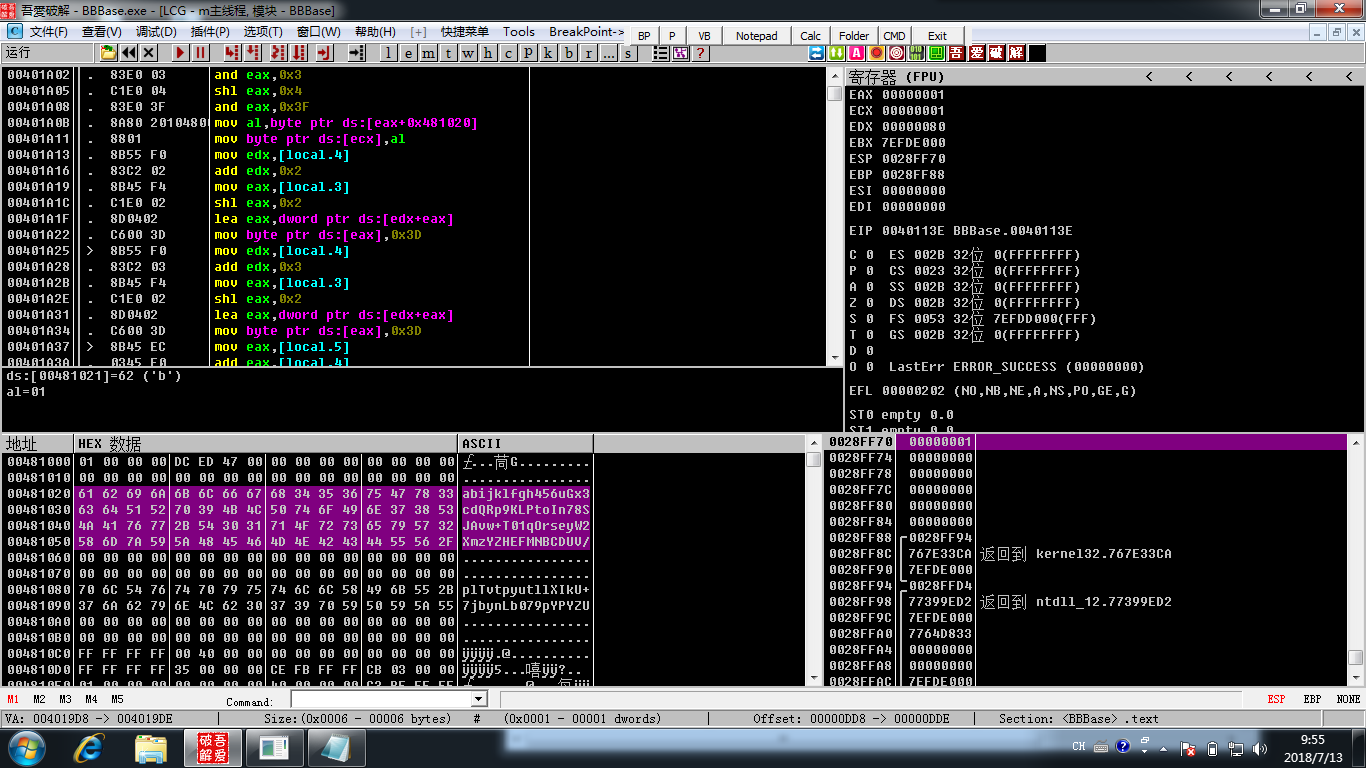 吾愛破解 - BBBase.exe - [LCG - m主线程, 模块 - BBBase]
文件(F) 查看(V) 调试(D) 插件(P) 选项(T) 窗口(W) 帮助(H) [+] 快捷菜单 Tools BreakPoint->
BP P VB Notepad Calc Folder CMD Exit
运行 l e m t w h c p k b r ... s
00401A02 . 83E0 03 and eax,0x3
00401A05 . C1E0 04 shl eax,0x4
00401A08 . 83E0 3F and eax,0x3F
00401A0B . 8A80 20104800 mov al,byte ptr ds:[eax+0x481020]
00401A11 . 8801 mov byte ptr ds:[ecx],al
00401A13 . 8B55 F0 mov edx,[local.4]
00401A16 . 83C2 02 add edx,0x2
00401A19 . 8B45 F4 mov eax,[local.3]
00401A1C . C1E0 02 shl eax,0x2
00401A1F . 8D0402 lea eax,dword ptr ds:[edx+eax]
00401A22 . C600 3D mov byte ptr ds:[eax],0x3D
00401A25 > 8B55 F0 mov edx,[local.4]
00401A28 . 83C2 03 add edx,0x3
00401A2B . 8B45 F4 mov eax,[local.3]
00401A2E . C1E0 02 shl eax,0x2
00401A31 . 8D0402 lea eax,dword ptr ds:[edx+eax]
00401A34 . C600 3D mov byte ptr ds:[eax],0x3D
00401A37 > 8B45 EC mov eax,[local.5]
00401A3A . 0345 F0 add eax,[local.4]
ds:[00481021]=62 ('b')
al=01
寄存器 (FPU) < < < < < <
EAX 00000001
ECX 00000001
EDX 00000080
EBX 7EFDE000
ESP 0028FF70
EBP 0028FF88
ESI 00000000
EDI 00000000
EIP 0040113E BBBase.0040113E
C 0 ES 002B 32位 0(FFFFFFFF)
P 0 CS 0023 32位 0(FFFFFFFF)
A 0 SS 002B 32位 0(FFFFFFFF)
Z 0 DS 002B 32位 0(FFFFFFFF)
S 0 FS 0053 32位 7EFDD000(FFF)
T 0 GS 002B 32位 0(FFFFFFFF)
D 0
O 0 LastErr ERROR_SUCCESS (00000000)
EFL 00000202 (NO,NB,NE,A,NS,PO,GE,G)
ST0 empty 0.0
ST1 empty 0.0
地址 HEX 数据 ASCII
00481000 01 00 00 00 DC ED 47 00 00 00 00 00 00 00 00 00
00481010 00 00 00 00 00 00 00 00 00 00 00 00 00 00 00 00 ................
00481020 61 62 69 6A 6B 6C 66 67 68 34 35 36 75 47 78 33 abijklfgh456uGx3
00481030 63 64 51 52 70 39 4B 4C 50 74 6F 49 6E 37 38 53 cdQRp9KLPtoIn78S
00481040 4A 41 76 77 2B 54 30 31 71 4F 72 73 65 79 57 32 JAvw+T01qOrseyW2
00481050 58 6D 7A 59 5A 48 45 46 4D 4E 42 43 44 55 56 2F XmzYZHEFMNBCDUV/
00481060 00 00 00 00 00 00 00 00 00 00 00 00 00 00 00 00 ................
00481070 00 00 00 00 00 00 00 00 00 00 00 00 00 00 00 00 ................
00481080 70 6C 54 76 74 70 79 75 74 6C 6C 58 49 6B 55 2B plTvtpyutllXIkU+
00481090 37 6A 62 79 6E 4C 62 30 37 39 70 59 50 59 5A 55 7jbynLb079pYPYZU
004810A0 00 00 00 00 00 00 00 00 00 00 00 00 00 00 00 00 ................
004810B0 00 00 00 00 00 00 00 00 00 00 00 00 00 00 00 00 ................
004810C0 FF FF FF FF 00 40 00 00 00 00 00 00 00 00 00 00
004810D0 FF FF FF FF 35 00 00 00 CE FB FF FF CB 03 00 00
0028FF70 00000001
0028FF74 00000000
0028FF78 00000000
0028FF7C 00000000
0028FF80 00000000
0028FF84 00000000
0028FF88 0028FF94
0028FF8C 767E33CA 返回到 kernel32.767E33CA
0028FF90 7EFDE000
0028FF94 0028FFD4
0028FF98 77399ED2 返回到 ntdll_12.77399ED2
0028FF9C 7EFDE000
0028FFA0 7764D833
0028FFA4 00000000
0028FFA8 00000000
0028FFAC 7EFDE000
M1 M2 M3 M4 M5 Command: ESP EBP NONE
VA: 004019D8 -> 004019DE Size:(0x0006 - 00006 bytes) # (0x0001 - 00001 dwords) Offset: 00000DD8 -> 00000DDE Section: <BBBase> .text
破吾解愛 CH 9:55
2018/7/13